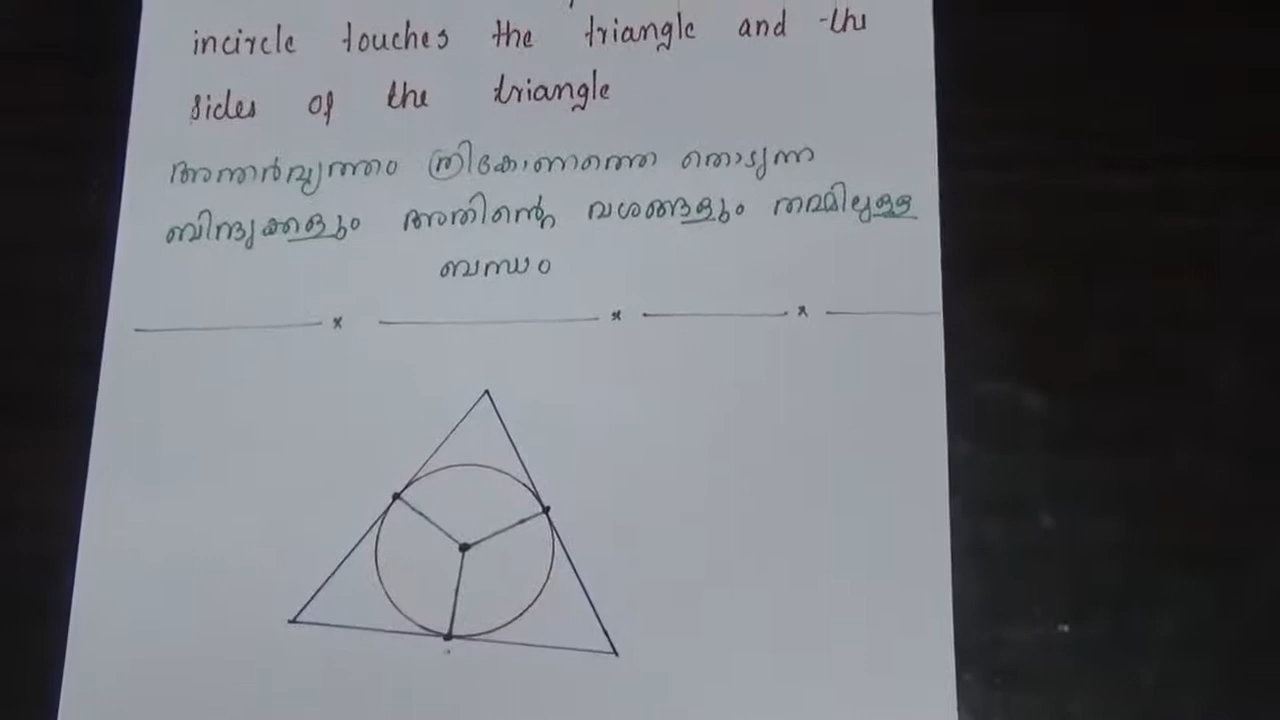 incircle touches the triangle and the
sides of the triangle
അന്തർവൃത്തം ത്രികോണത്തെ തൊടുന്ന
ബിന്ദുക്കളും അതിന്റെ വശങ്ങളും തമ്മിലുള്ള
ബന്ധം